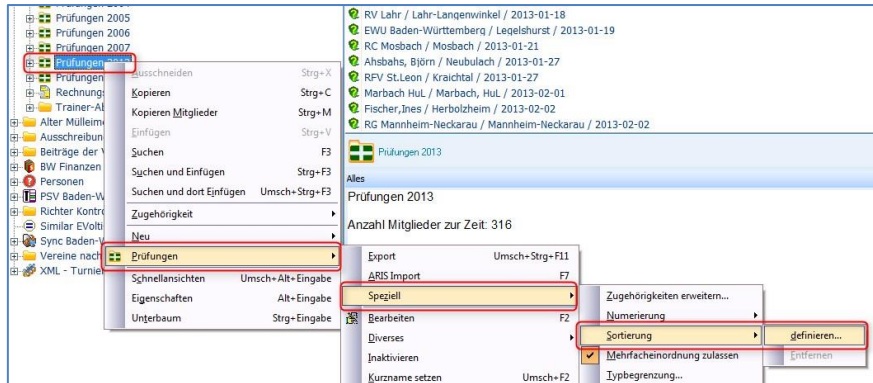 Prüfungen 2005
Prüfungen 2006
Prüfungen 2007
Prüfungen
Prüfungen
Rechnungs
Trainer-Al
Alter Mülleime
Ausschreibun
Beiträge der V
BW Finanzen
Personen
PSV Baden-W
Richter Kontro
Similar EVolti
Sync Baden-W
Vereine nach
XML - Turnie
Ausschneiden Strg+X
Kopieren Strg+C
Kopieren Mitglieder Strg+M
Einfügen Strg+V
Suchen F3
Suchen und Einfügen Strg+F3
Suchen und dort Einfügen Umsch+Strg+F3
Zugehörigkeit
Neu
Prüfungen
Schnellansichten Umsch+Alt+Eingabe
Eigenschaften Alt+Eingabe
Unterbaum Strg+Eingabe
RV Lahr / Lahr-Langenwinkel / 2013-01-18
EWU Baden-Württemberg / Legelshurst / 2013-01-19
RC Mosbach / Mosbach / 2013-01-21
Ahsbahs, Björn / Neubulach / 2013-01-27
RFV St.Leon / Kraichtal / 2013-01-27
Marbach HuL / Marbach, HuL / 2013-02-01
Fischer,Ines / Herbolzheim / 2013-02-02
RG Mannheim-Neckarau / Mannheim-Neckarau / 2013-02-02
Prüfungen 2013
Alles
Prüfungen 2013
Anzahl Mitglieder zur Zeit: 316
Export Umsch+Strg+F11
ARIS Import F7
Speziell
Bearbeiten F2
Diverses
Inaktivieren
Kurzname setzen Umsch+F2
Zugehörigkeiten erweitern...
Numerierung
Sortierung
Mehrfacheinordnung zulassen
Typbegrenzung...
definieren...
Entfernen